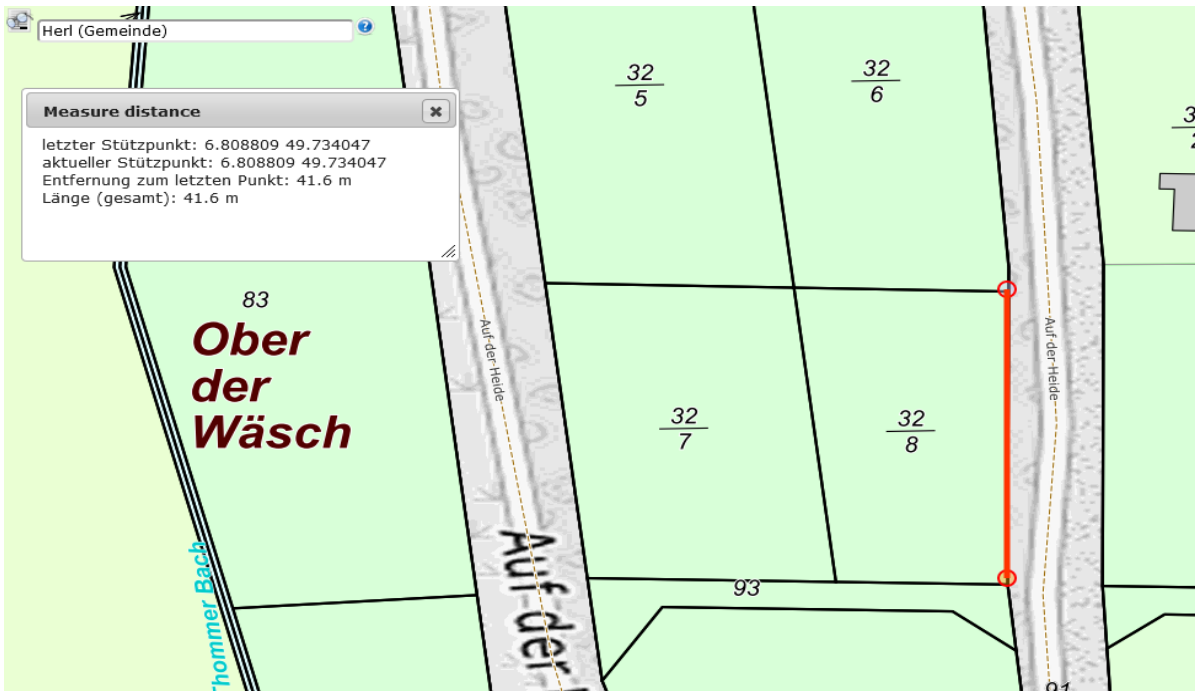 Herl (Gemeinde)
Measure distance
letzter Stützpunkt: 6.808809 49.734047
aktueller Stützpunkt: 6.808809 49.734047
Entfernung zum letzten Punkt: 41.6 m
Länge (gesamt): 41.6 m
32
5
32
6
83
Ober
der
Wäsch
Auf der Heide
Auf der Heide
32
7
32
8
93
Thommer Bach
Auf-der-